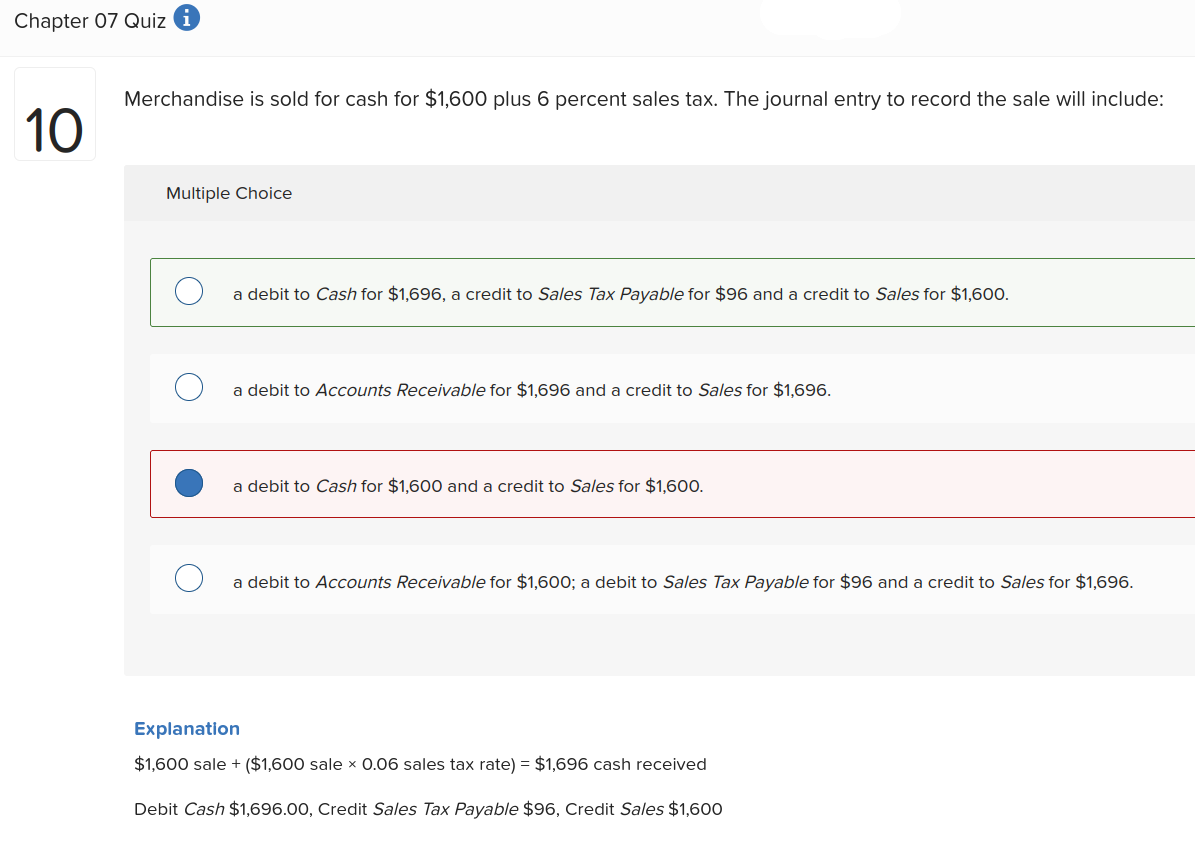 Chapter 07 Quiz i
10
Merchandise is sold for cash for $1,600 plus 6 percent sales tax. The journal entry to record the sale will include:
Multiple Choice
a debit to Cash for $1,696, a credit to Sales Tax Payable for $96 and a credit to Sales for $1,600.
a debit to Accounts Receivable for $1,696 and a credit to Sales for $1,696.
a debit to Cash for $1,600 and a credit to Sales for $1,600.
a debit to Accounts Receivable for $1,600; a debit to Sales Tax Payable for $96 and a credit to Sales for $1,696.
Explanation
$1,600 sale + ($1,600 sale × 0.06 sales tax rate) = $1,696 cash received
Debit Cash $1,696.00, Credit Sales Tax Payable $96, Credit Sales $1,600